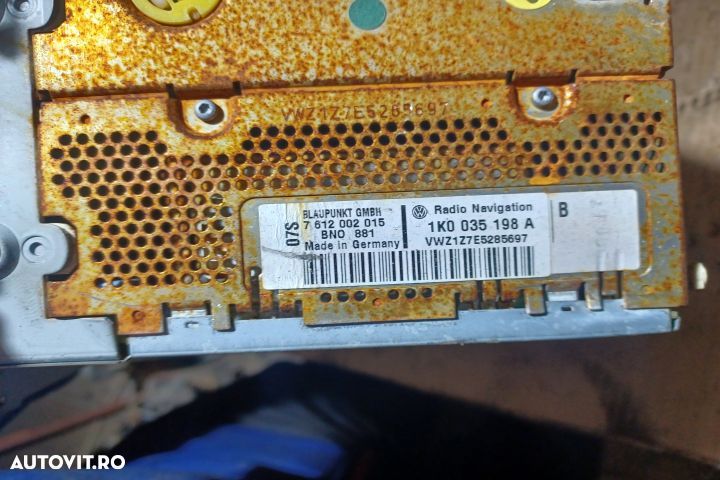 VWZ1Z7E5285697
07S
BLAUPUNKT GMBH
7 612 002 015
BNO 881
Made in Germany
Radio Navigation
1K0 035 198 A
VWZ1Z7E5285697
B
AUTOVIT.RO